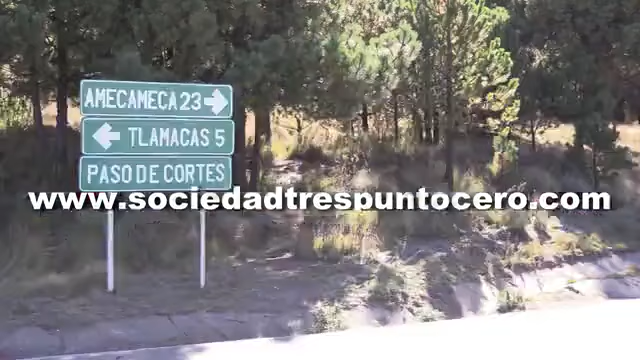 AMECAMECA 23
TLAMACAS 5
PASO DE CORTES
www.sociedadtrespuntocero.com